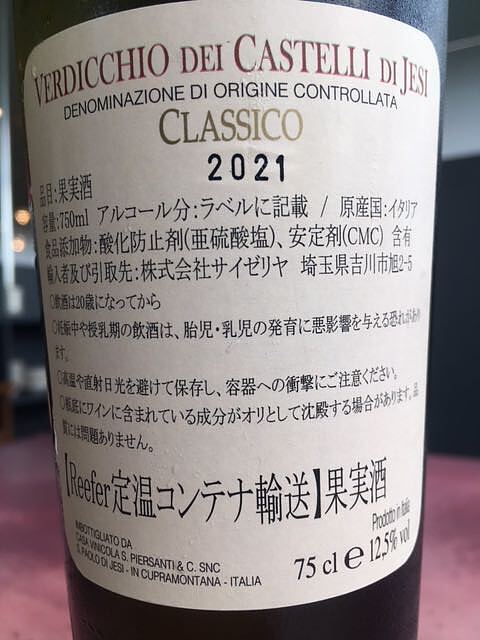 VERDICCHIO DEI CASTELLI DI JESI
DENOMINAZIONE DI ORIGINE CONTROLLATA
CLASSICO
2021
品目:果実酒
容量:750ml アルコール分:ラベルに記載 / 原産国:イタリア
食品添加物:酸化防止剤(亜硫酸塩)、安定剤(CMC) 含有
輸入者及び引取先:株式会社サイゼリヤ 埼玉県吉川市旭2-5
○飲酒は20歳になってから
○妊娠中や授乳期の飲酒は、胎児・乳児の発育に悪影響を与える恐れがあり
ます。
○高温や直射日光を避けて保存し、容器への衝撃にご注意ください。
○瓶底にワインに含まれている成分がオリとして沈殿する場合があります。品
質には問題ありません。
【Reefer定温コンテナ輸送】果実酒
Prodotto in Italia
IMBOTTIGLIATO DA
CASA VINICOLA S. PIERSANTI & C. SNC
S. PAOLO DI JESI - IN CUPRAMONTANA - ITALIA
75 cl e 12,5% vol